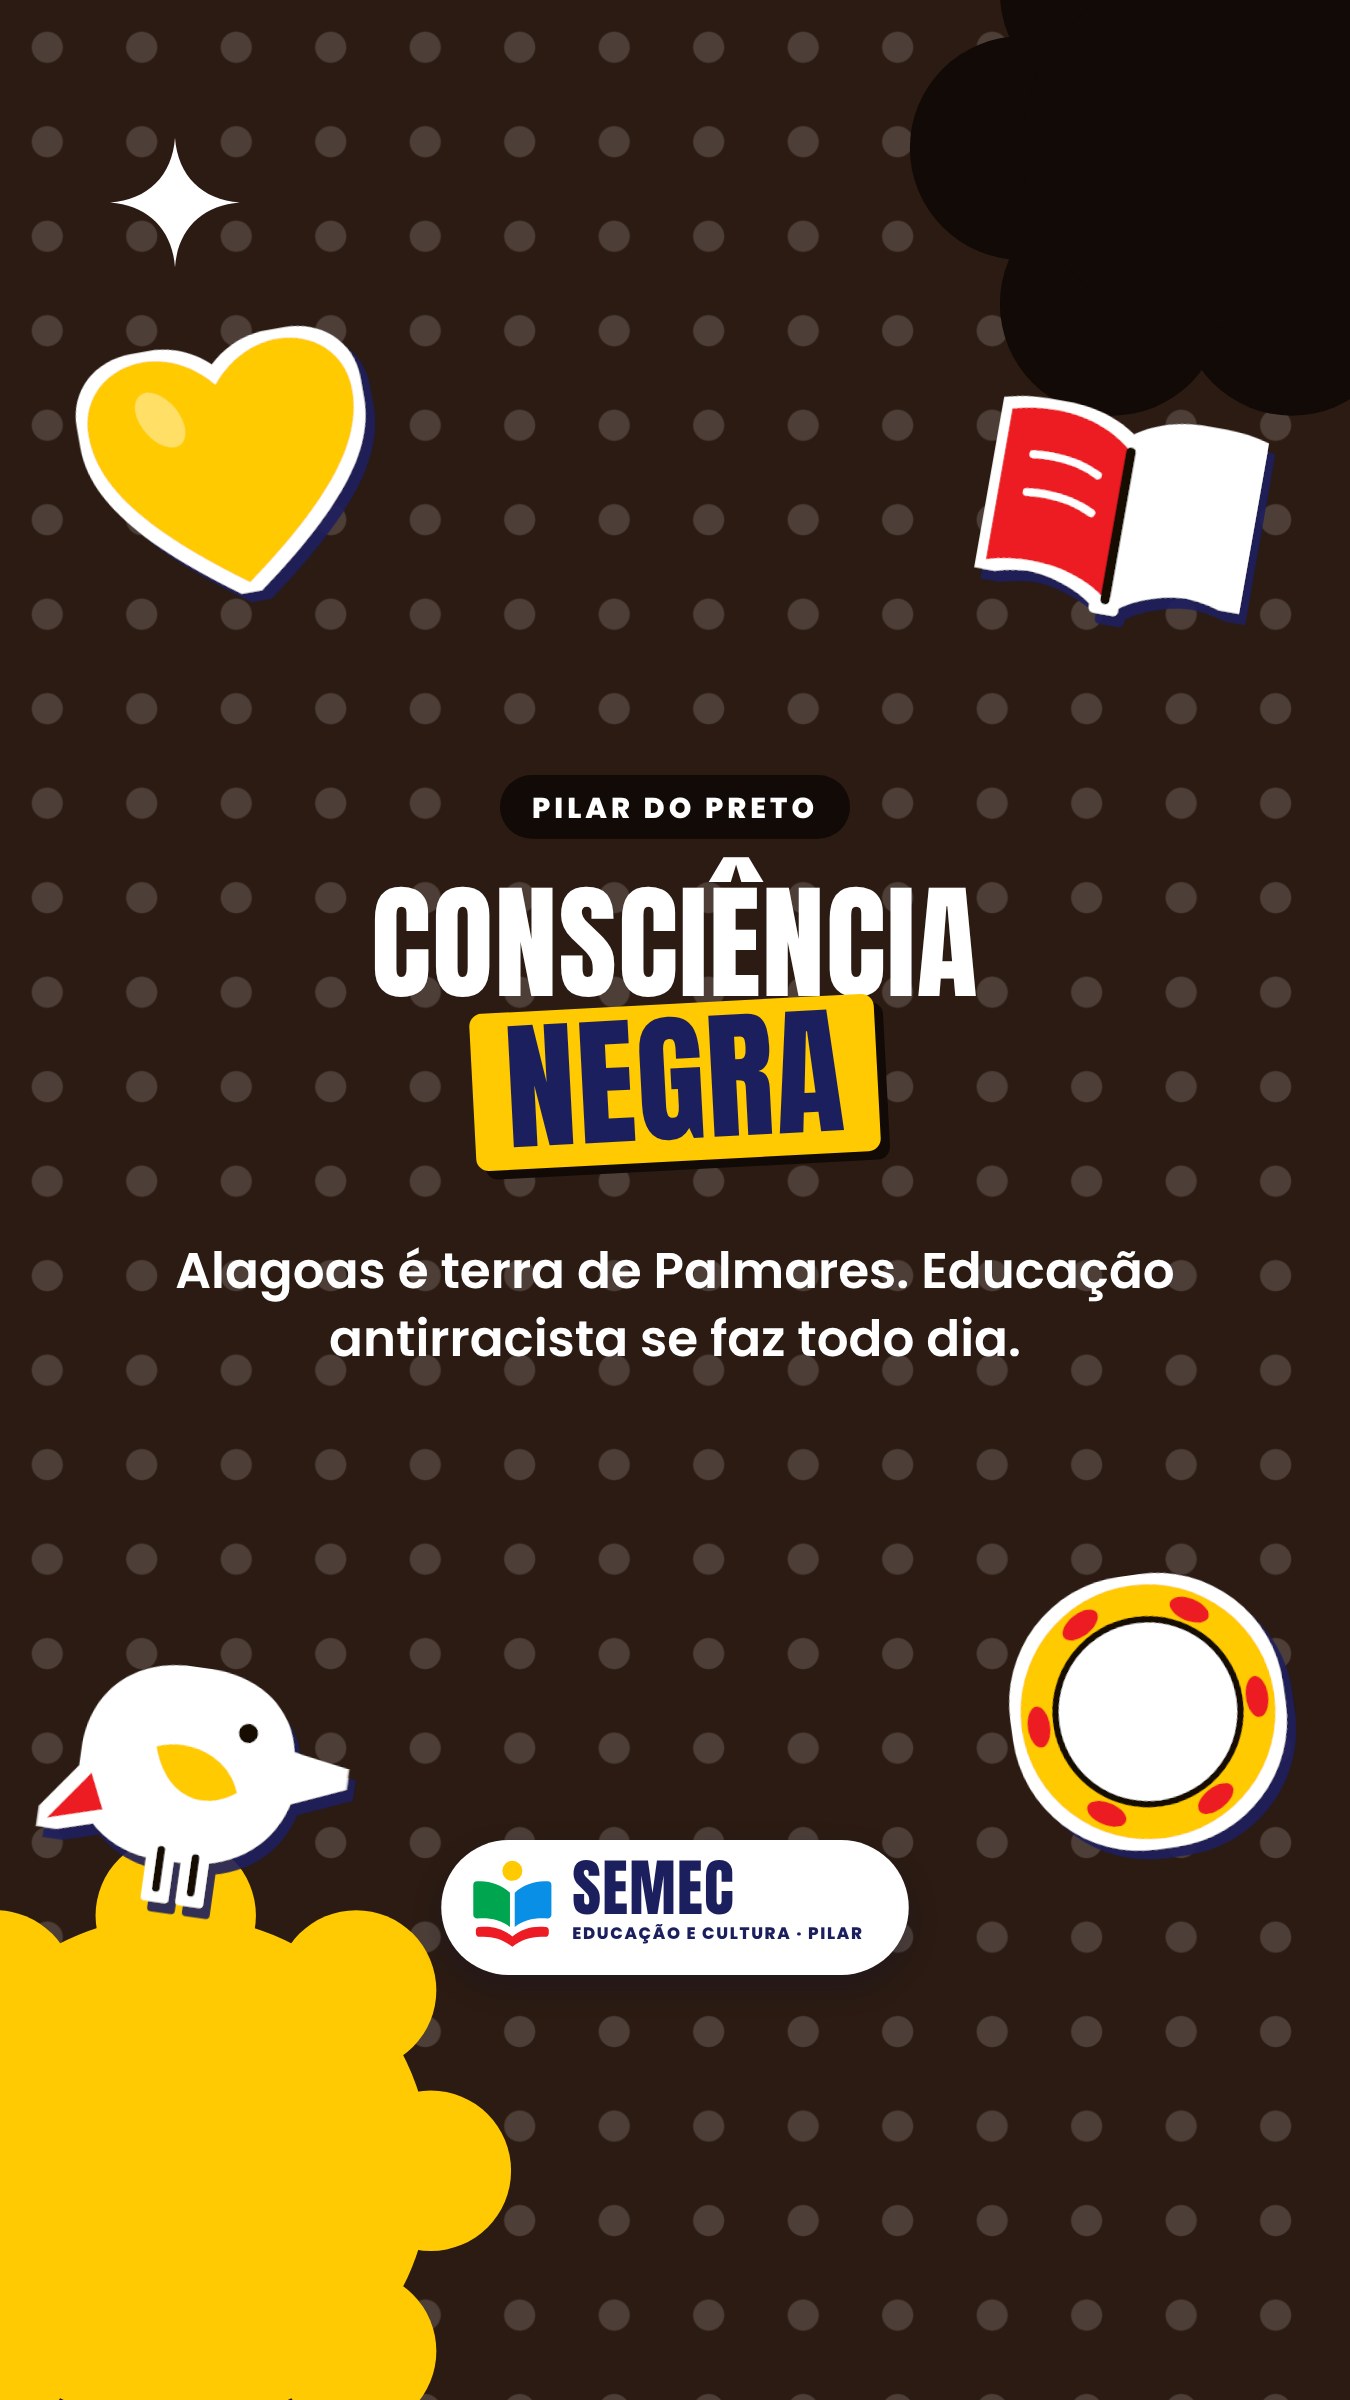 PILAR DO PRETO
CONSCIÊNCIA
NEGRA
Alagoas é terra de Palmares. Educação
antirracista se faz todo dia.
SEMEC
EDUCAÇÃO E CULTURA · PILAR